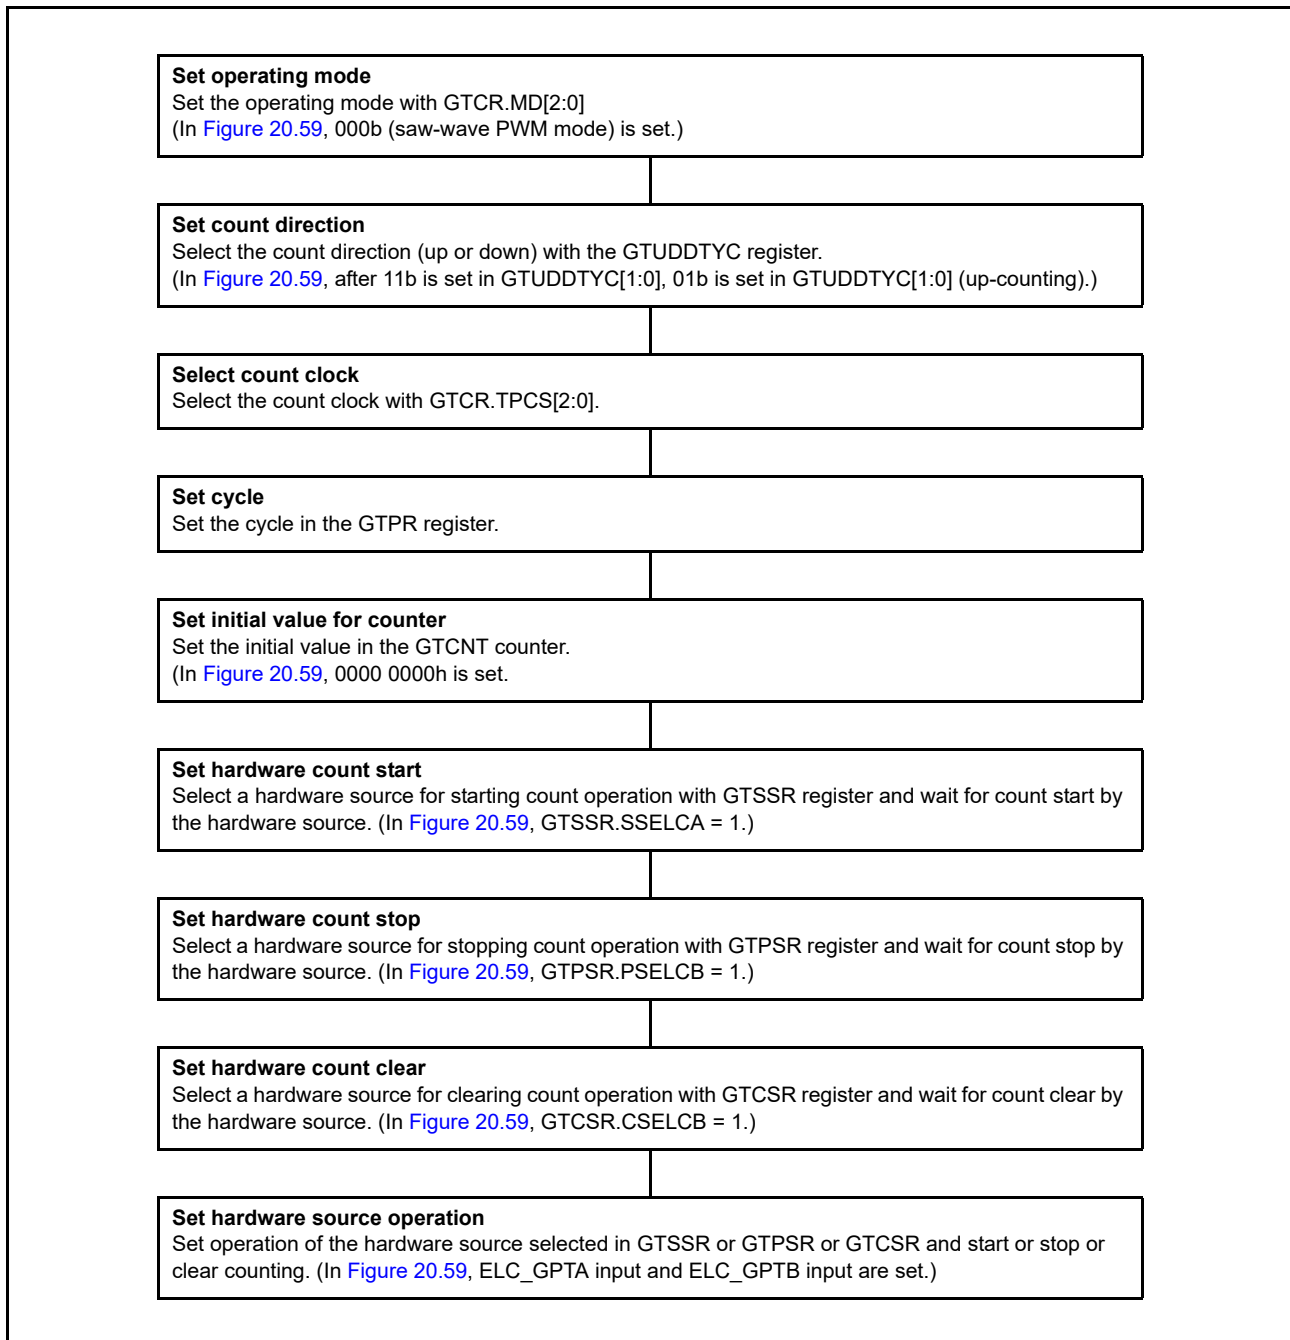 Set operating mode
Set the operating mode with GTCR.MD[2:0]
(In Figure 20.59, 000b (saw-wave PWM mode) is set.)
Set count direction
Select the count direction (up or down) with the GTUDDTYC register.
(In Figure 20.59, after 11b is set in GTUDDTYC[1:0], 01b is set in GTUDDTYC[1:0] (up-counting).)
Select count clock
Select the count clock with GTCR.TPCS[2:0].
Set cycle
Set the cycle in the GTPR register.
Set initial value for counter
Set the initial value in the GTCNT counter.
(In Figure 20.59, 0000 0000h is set.
Set hardware count start
Select a hardware source for starting count operation with GTSSR register and wait for count start by
the hardware source. (In Figure 20.59, GTSSR.SSELCA = 1.)
Set hardware count stop
Select a hardware source for stopping count operation with GTPSR register and wait for count stop by
the hardware source. (In Figure 20.59, GTPSR.PSELCB = 1.)
Set hardware count clear
Select a hardware source for clearing count operation with GTCSR register and wait for count clear by
the hardware source. (In Figure 20.59, GTCSR.CSELCB = 1.)
Set hardware source operation
Set operation of the hardware source selected in GTSSR or GTPSR or GTCSR and start or stop or
clear counting. (In Figure 20.59, ELC_GPTA input and ELC_GPTB input are set.)